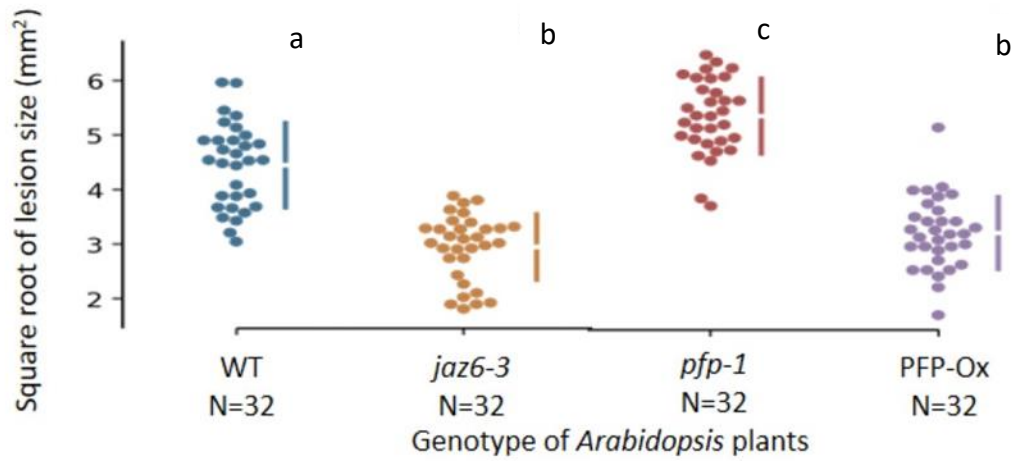 Square root of lesion size (mm²)
a
b
c
b
6
5
4
3
2
WT
jaz6-3
pfp-1
PFP-Ox
N=32
N=32
N=32
N=32
Genotype of Arabidopsis plants